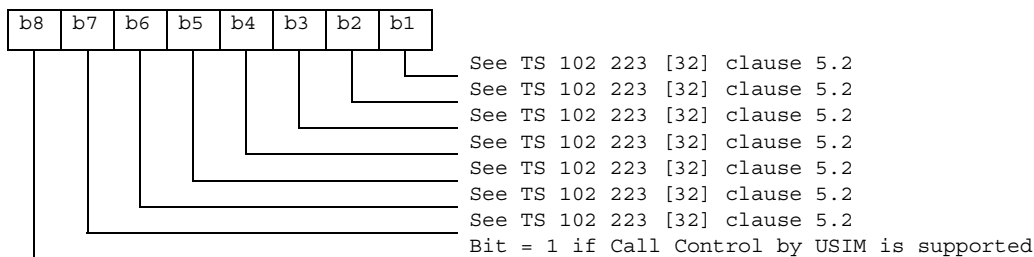 b8 b7 b6 b5 b4 b3 b2 b1
See TS 102 223 [32] clause 5.2
See TS 102 223 [32] clause 5.2
See TS 102 223 [32] clause 5.2
See TS 102 223 [32] clause 5.2
See TS 102 223 [32] clause 5.2
See TS 102 223 [32] clause 5.2
See TS 102 223 [32] clause 5.2
Bit = 1 if Call Control by USIM is supported